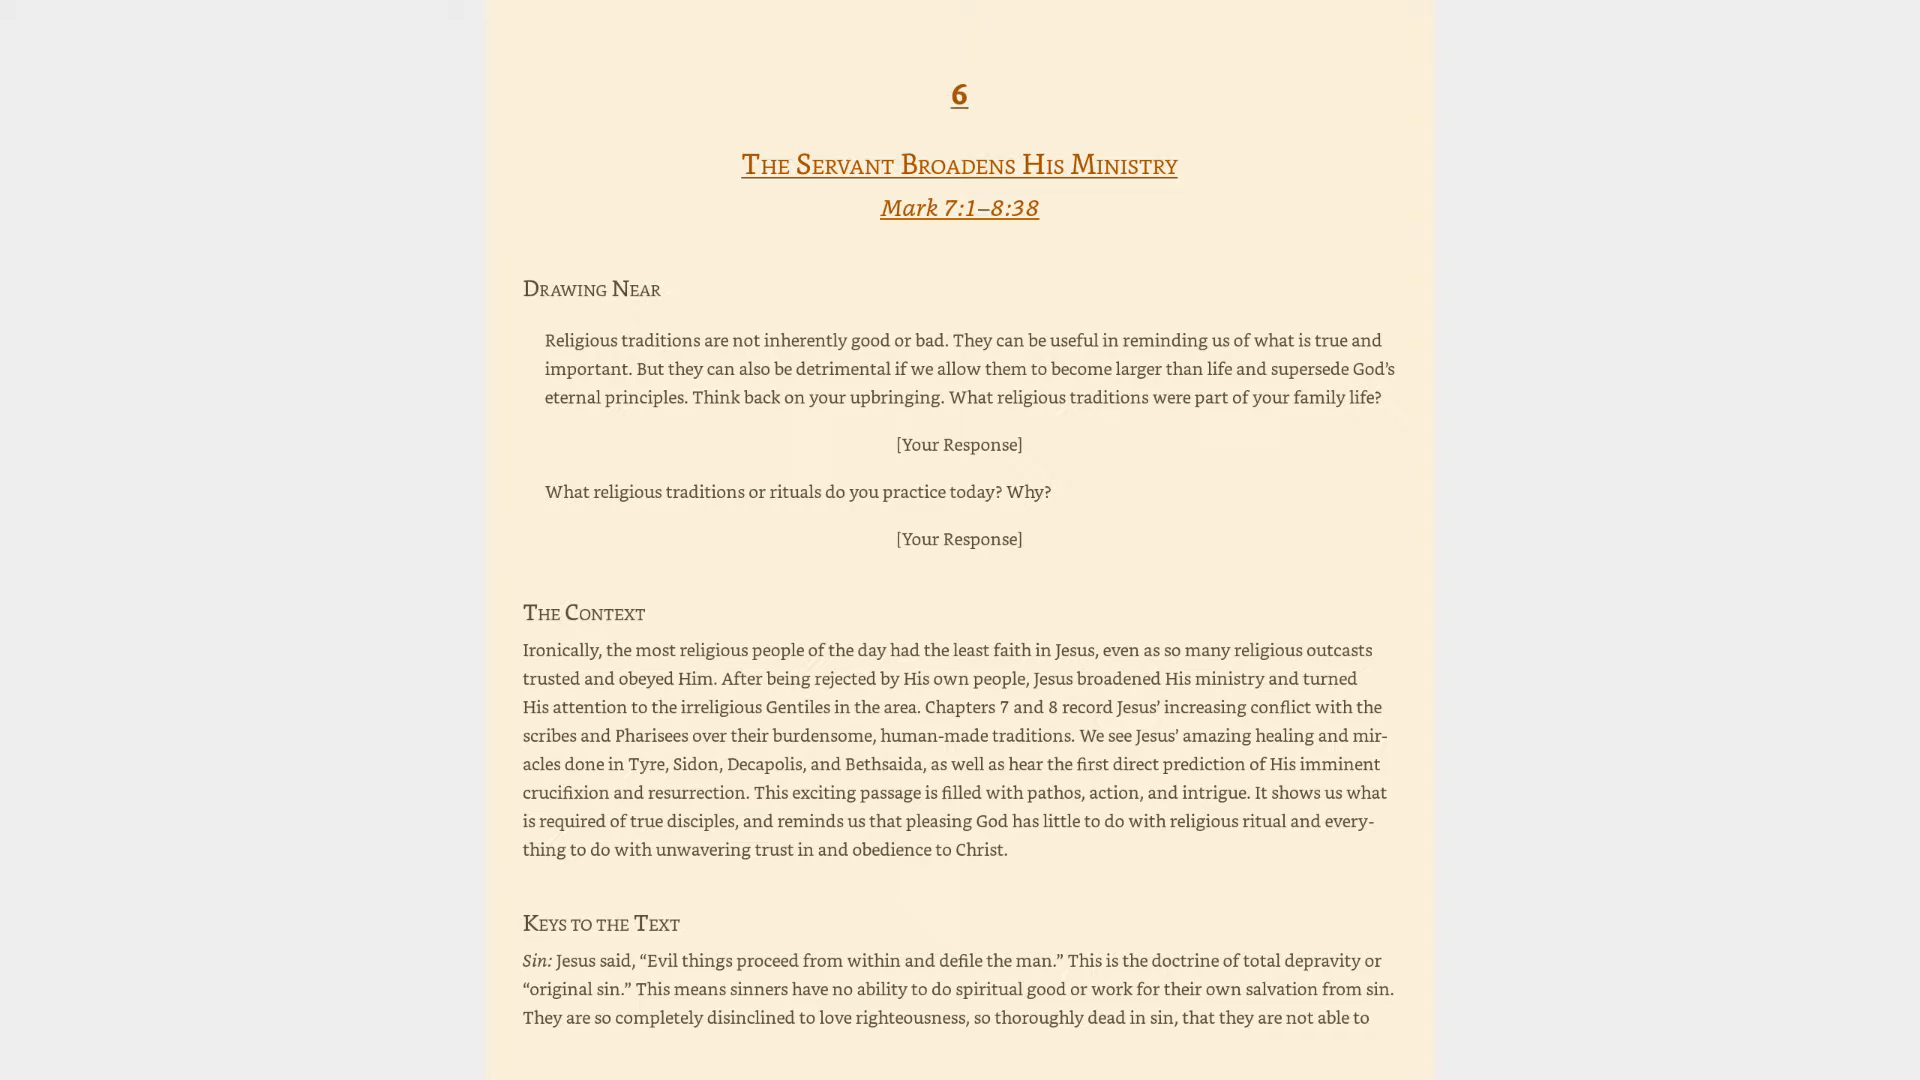 6
The Servant Broadens His Ministry
Mark 7:1–8:38
Drawing Near
Religious traditions are not inherently good or bad. They can be useful in reminding us of what is true and
important. But they can also be detrimental if we allow them to become larger than life and supersede God’s
eternal principles. Think back on your upbringing. What religious traditions were part of your family life?
[Your Response]
What religious traditions or rituals do you practice today? Why?
[Your Response]
The Context
Ironically, the most religious people of the day had the least faith in Jesus, even as so many religious outcasts
trusted and obeyed Him. After being rejected by His own people, Jesus broadened His ministry and turned
His attention to the irreligious Gentiles in the area. Chapters 7 and 8 record Jesus’ increasing conflict with the
scribes and Pharisees over their burdensome, human-made traditions. We see Jesus’ amazing healing and mir-
acles done in Tyre, Sidon, Decapolis, and Bethsaida, as well as hear the first direct prediction of His imminent
crucifixion and resurrection. This exciting passage is filled with pathos, action, and intrigue. It shows us what
is required of true disciples, and reminds us that pleasing God has little to do with religious ritual and every-
thing to do with unwavering trust in and obedience to Christ.
Keys to the Text
Sin: Jesus said, “Evil things proceed from within and defile the man.” This is the doctrine of total depravity or
“original sin.” This means sinners have no ability to do spiritual good or work for their own salvation from sin.
They are so completely disinclined to love righteousness, so thoroughly dead in sin, that they are not able to